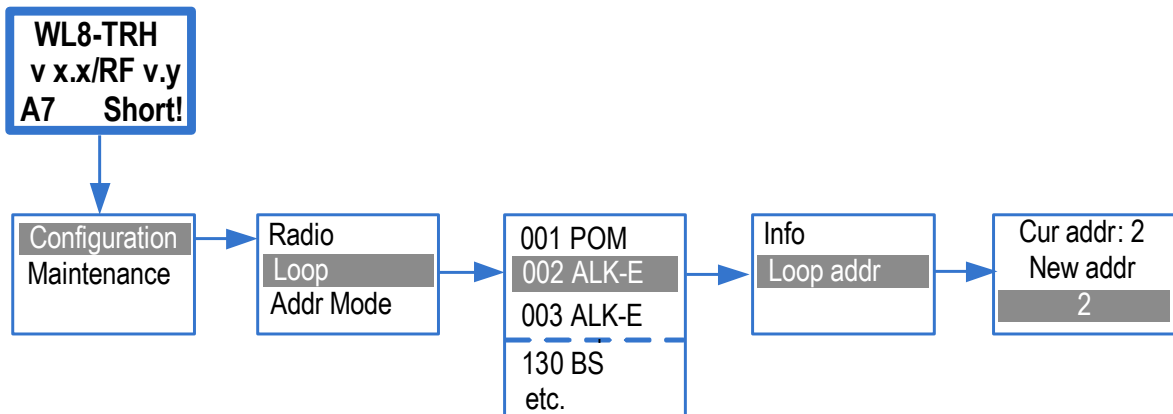 WL8-TRH
v x.x/RF v.y
A7 Short!
Configuration
Maintenance
Radio
Loop
Addr Mode
001 POM
002 ALK-E
003 ALK-E
130 BS
etc.
Info
Loop addr
Cur addr: 2
New addr
2